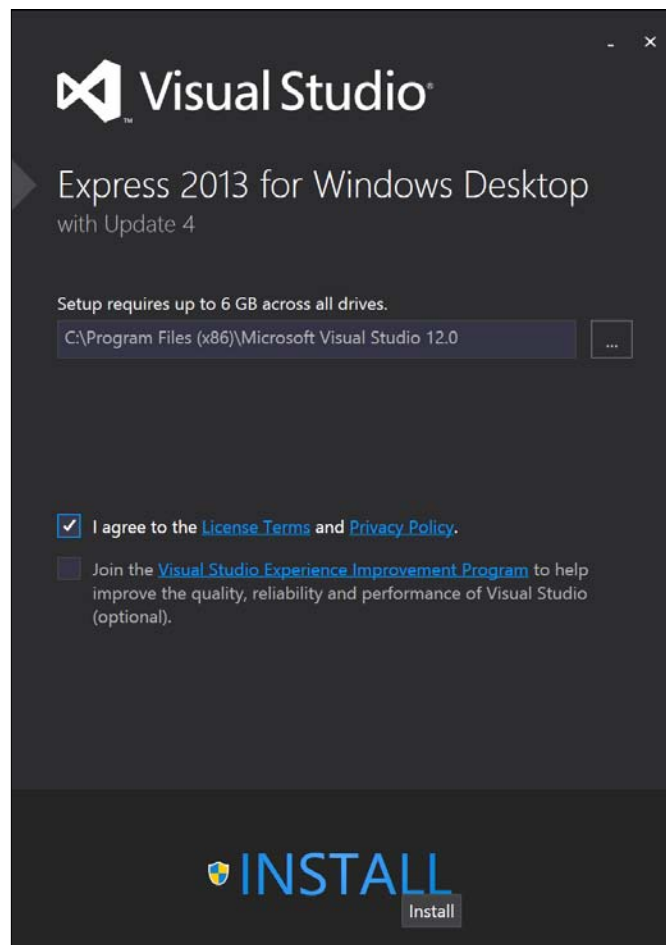 Visual Studio®
™
Express 2013 for Windows Desktop
with Update 4
Setup requires up to 6 GB across all drives.
C:\Program Files (x86)\Microsoft Visual Studio 12.0
...
I agree to the License Terms and Privacy Policy.
Join the Visual Studio Experience Improvement Program to help
improve the quality, reliability and performance of Visual Studio
(optional).
INSTALL
Install